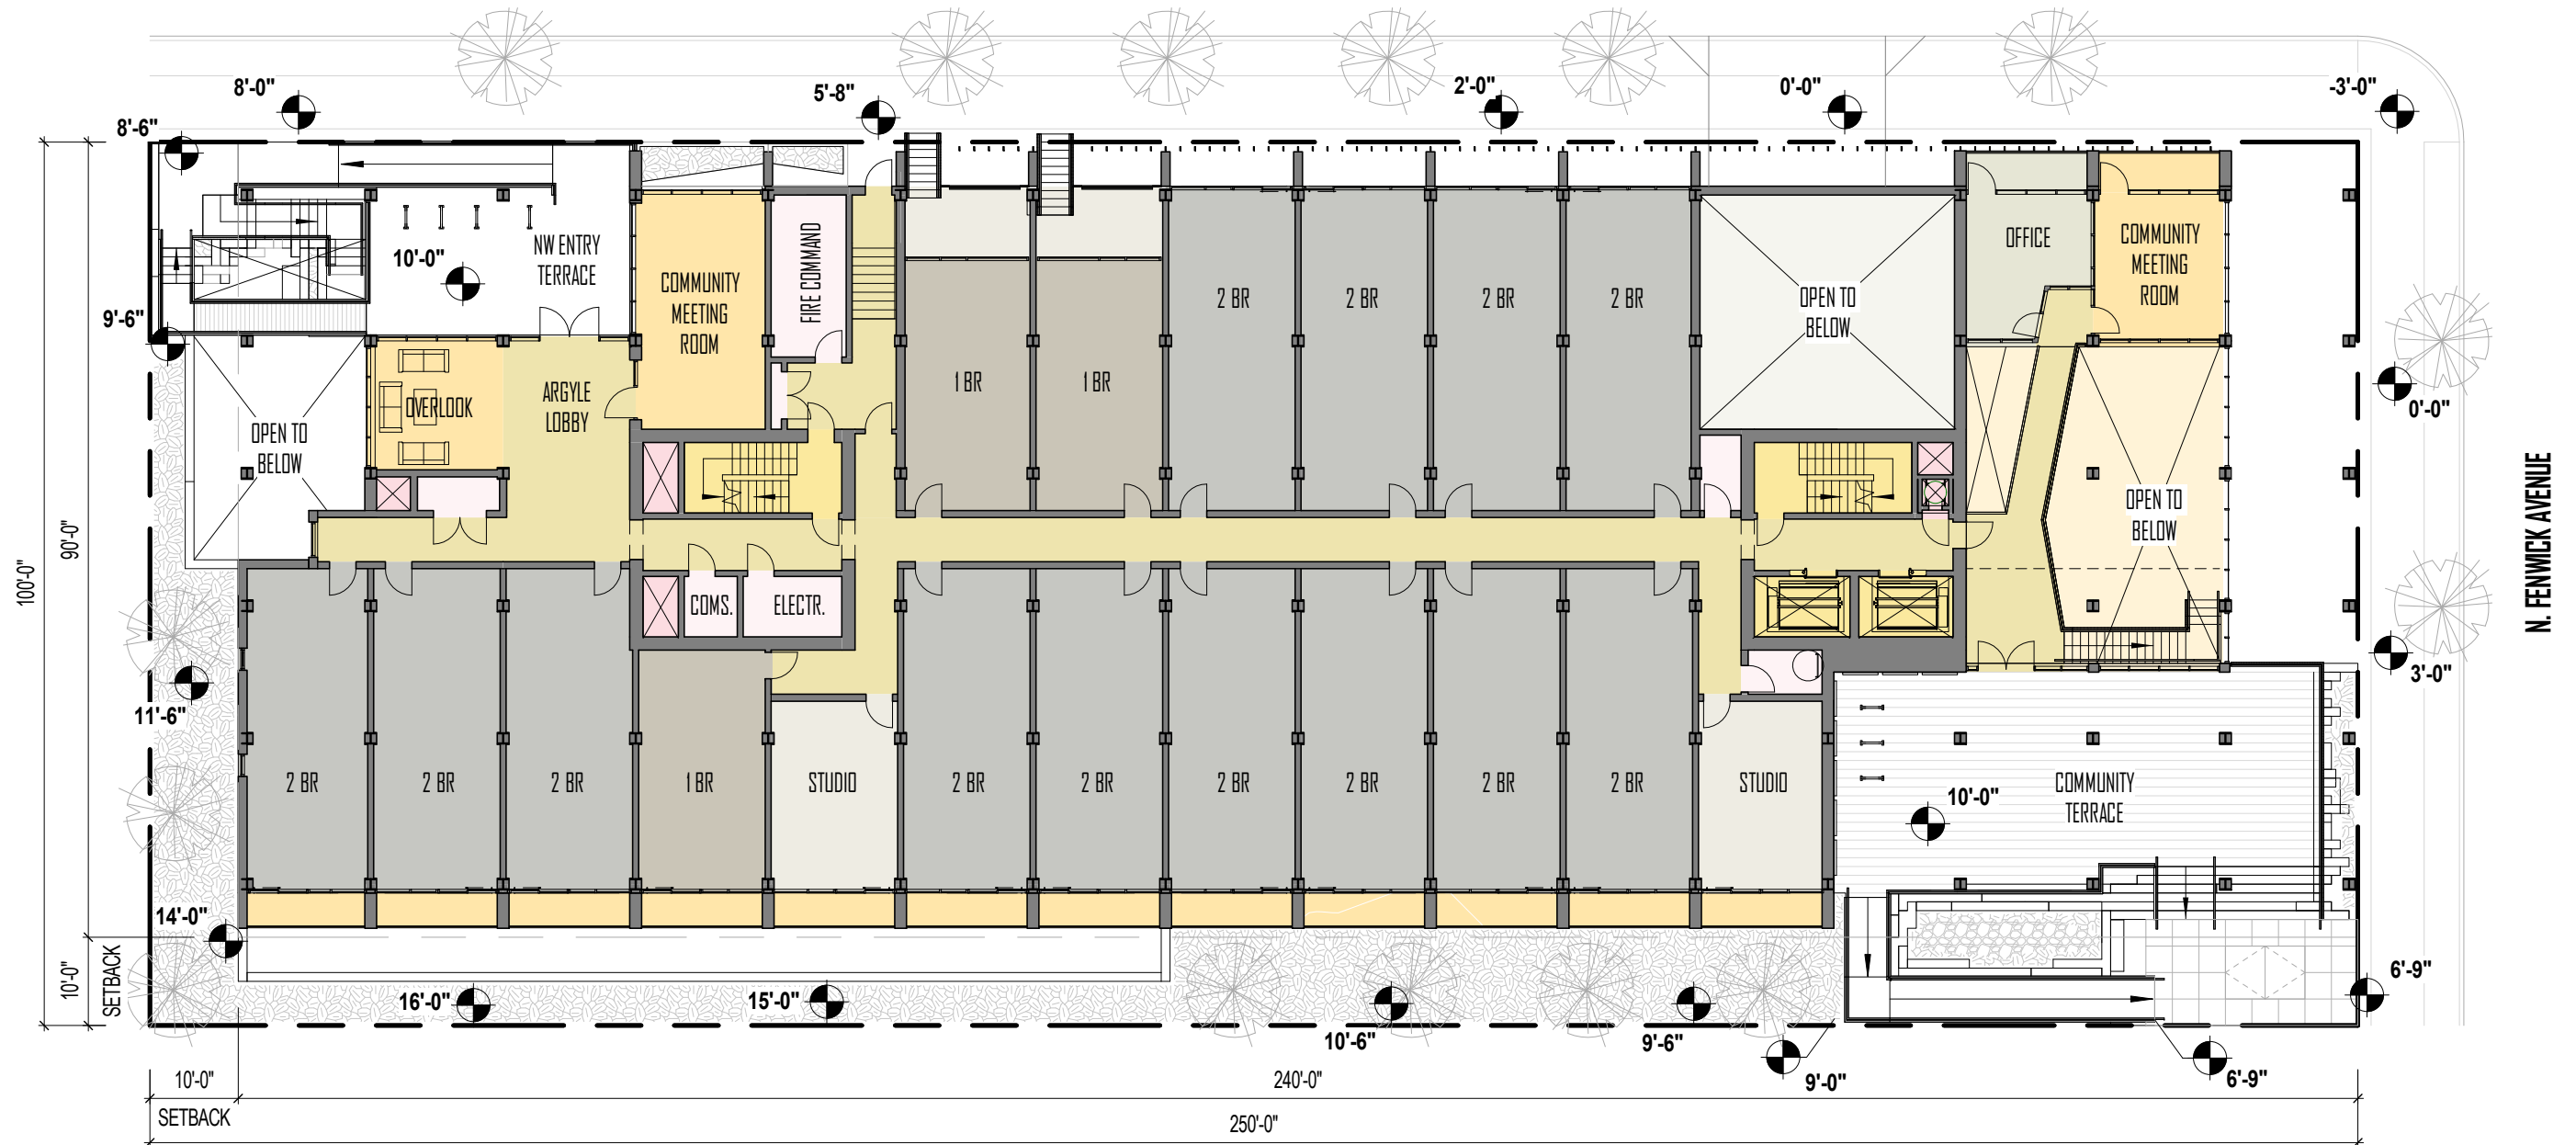 8'-0"
5'-8"
2'-0"
0'-0"
-3'-0"
8'-6"
NW ENTRY
TERRACE
10'-0"
FIRE COMMAND
OFFICE
COMMUNITY
MEETING
ROOM
COMMUNITY
MEETING
ROOM
2 BR
2 BR
2 BR
2 BR
OPEN TO
BELOW
9'-6"
1 BR
1 BR
OVERLOOK
ARGYLE
LOBBY
0'-0"
OPEN TO
BELOW
OPEN TO
BELOW
N. FENWICK AVENUE
100'-0"
90'-0"
COMS.
ELECTR.
3'-0"
11'-6"
2 BR
2 BR
2 BR
1 BR
STUDIO
2 BR
2 BR
2 BR
2 BR
2 BR
2 BR
STUDIO
COMMUNITY
TERRACE
10'-0"
14'-0"
10'-0"
SETBACK
16'-0"
15'-0"
10'-6"
9'-6"
6'-9"
9'-0"
6'-9"
10'-0"
SETBACK
240'-0"
250'-0"